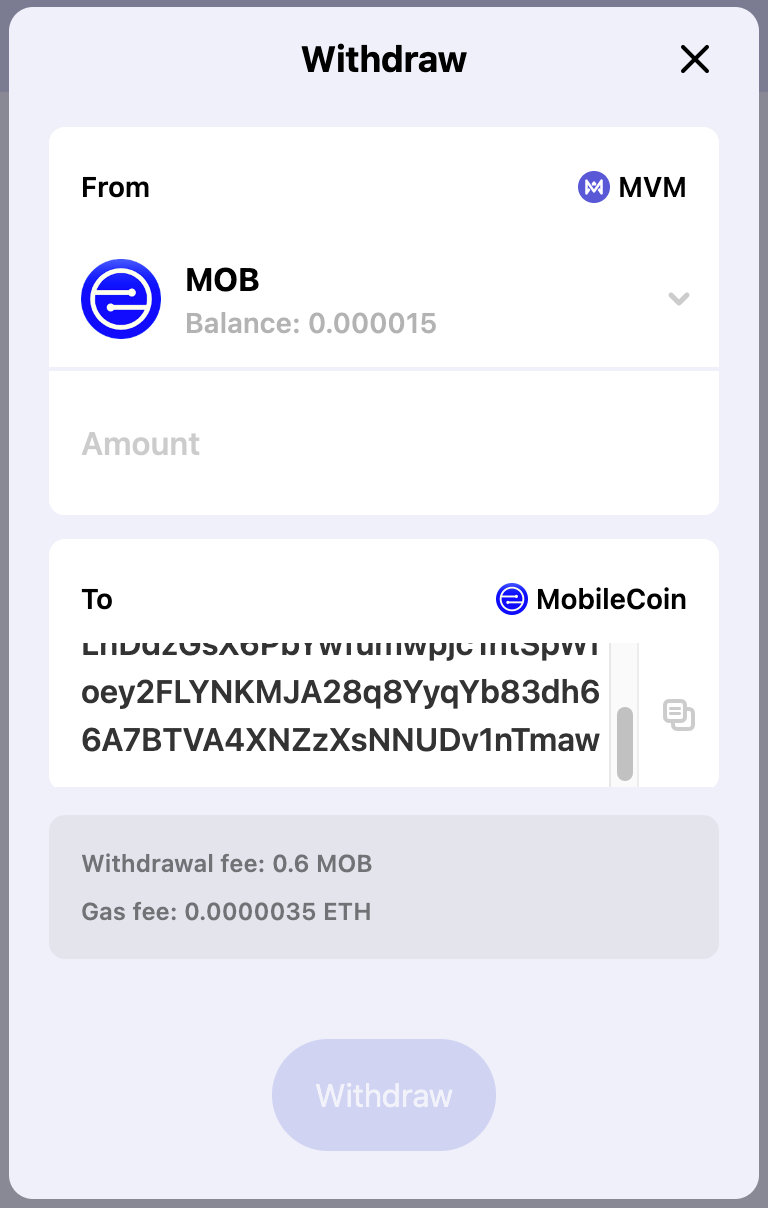 Withdraw
From
MVM
MOB
Balance: 0.000015
Amount
To
MobileCoin
oey2FLYNKMJA28q8YyqYb83dh6
6A7BTVA4XNZzXsNNUDv1nTmaw
Withdrawal fee: 0.6 MOB
Gas fee: 0.0000035 ETH
Withdraw